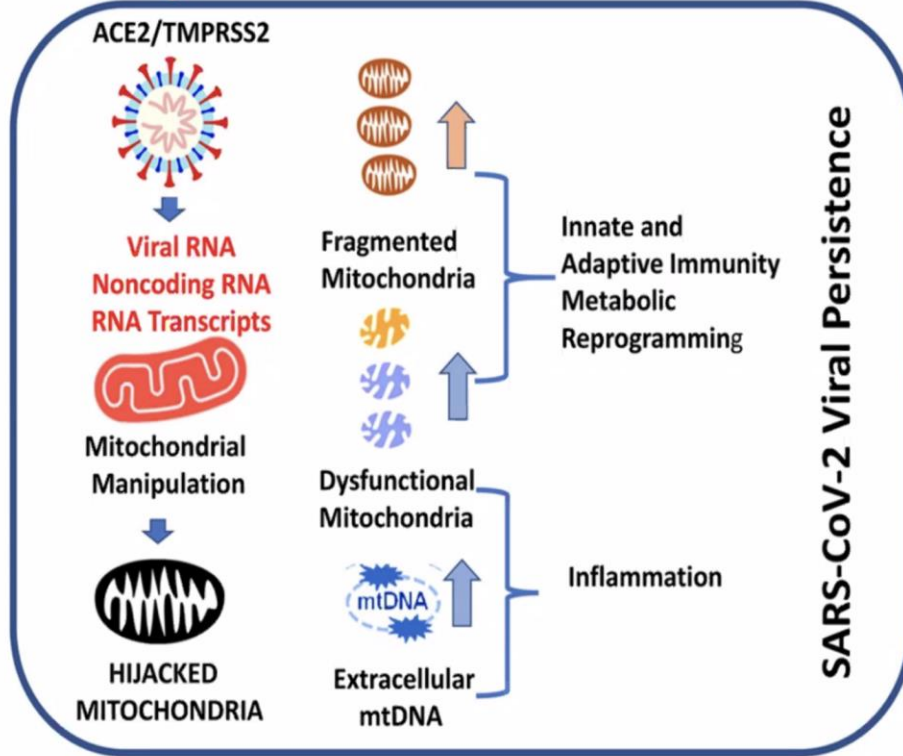 ACE2/TMPRSS2
Viral RNA
Noncoding RNA
RNA Transcripts
Mitochondrial
Manipulation
HIJACKED
MITOCHONDRIA
Fragmented
Mitochondria
Dysfunctional
Mitochondria
mtDNA
Extracellular
mtDNA
Innate and
Adaptive Immunity
Metabolic
Reprogramming
Inflammation
SARS-CoV-2 Viral Persistence